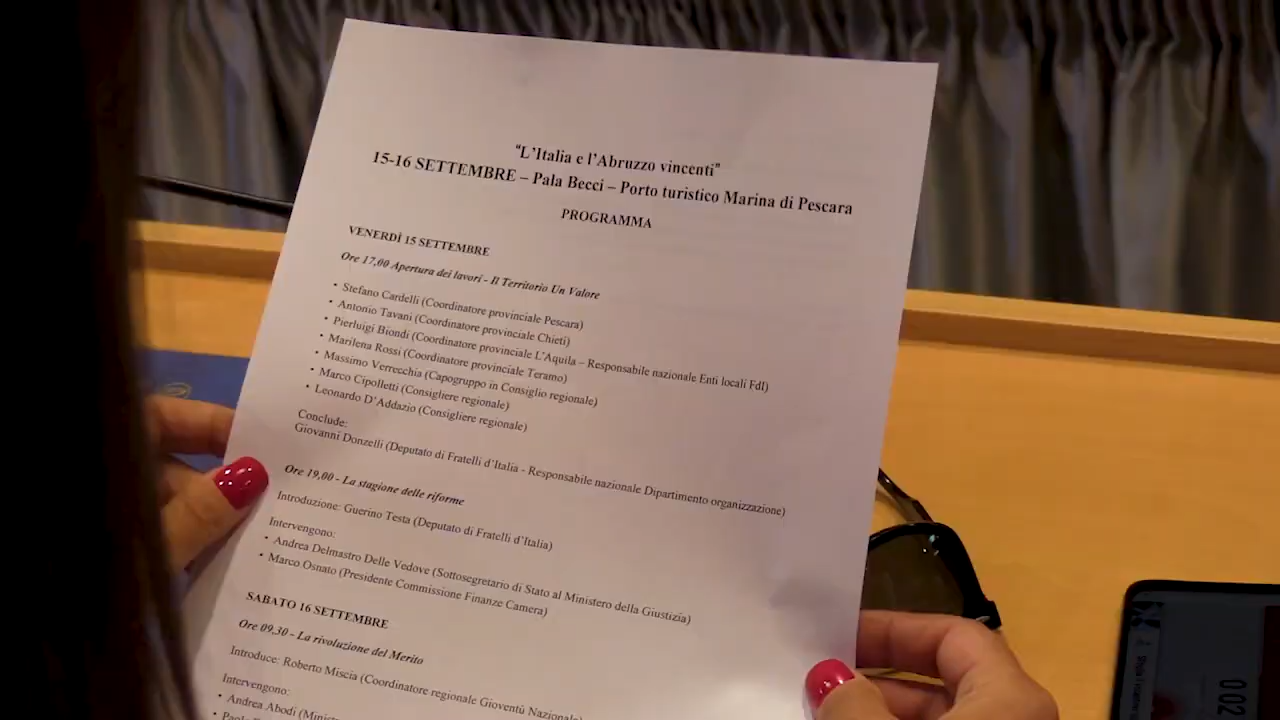 "L'Italia e l'Abruzzo vincenti"
15-16 SETTEMBRE – Pala Becci – Porto turistico Marina di Pescara
PROGRAMMA
VENERDÌ 15 SETTEMBRE
Ore 17,00 Apertura dei lavori - Il Territorio Un Valore
• Stefano Cardelli (Coordinatore provinciale Pescara)
• Antonio Tavani (Coordinatore provinciale Chieti)
• Pierluigi Biondi (Coordinatore provinciale L'Aquila – Responsabile nazionale Enti locali FdI)
• Marilena Rossi (Coordinatore provinciale Teramo)
• Massimo Verrecchia (Capogruppo in Consiglio regionale)
• Marco Cipolletti (Consigliere regionale)
• Leonardo D'Addazio (Consigliere regionale)
Conclude:
Giovanni Donzelli (Deputato di Fratelli d'Italia - Responsabile nazionale Dipartimento organizzazione)
Ore 19,00 - La stagione delle riforme
Introduzione: Guerino Testa (Deputato di Fratelli d'Italia)
Intervengono:
• Andrea Delmastro Delle Vedove (Sottosegretario di Stato al Ministero della Giustizia)
• Marco Osnato (Presidente Commissione Finanze Camera)
SABATO 16 SETTEMBRE
Ore 09,30 - La rivoluzione del Merito
Introduce: Roberto Miscia (Coordinatore regionale Gioventù Nazionale)
Intervengono:
• Andrea Abodi (Minist
00:02